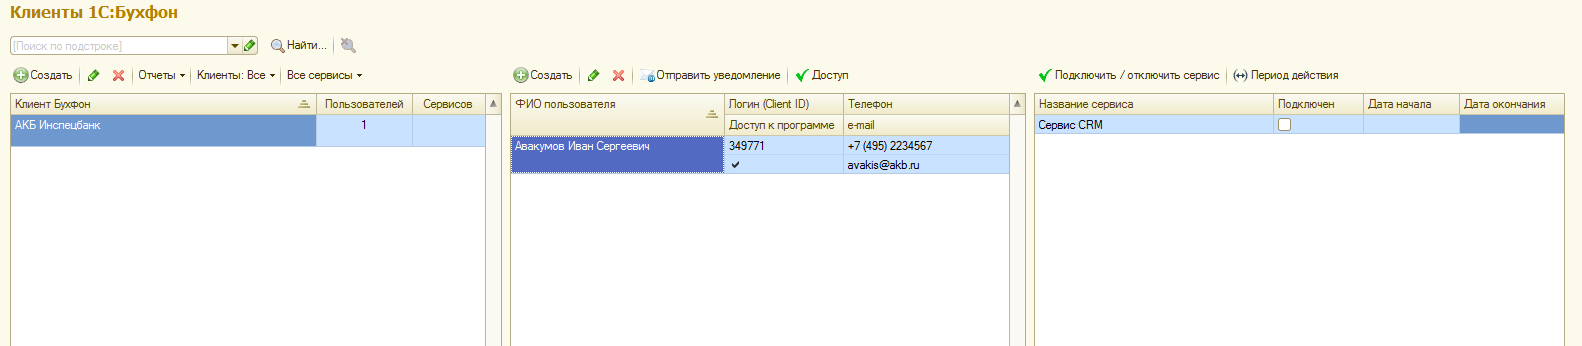 Клиенты 1С:Бухфон
[Поиск по подстроке]
Найти...
Создать
Отчеты
Клиенты: Все
Все сервисы
Клиент Бухфон
Пользователей
Сервисов
АКБ Инспецбанк
1
Создать
Отправить уведомление
Доступ
ФИО пользователя
Логин (Client ID)
Телефон
Доступ к программе
e-mail
Авакумов Иван Сергеевич
349771
+7 (495) 2234567
avakis@akb.ru
Подключить / отключить сервис
Период действия
Название сервиса
Подключен
Дата начала
Дата окончания
Сервис CRM